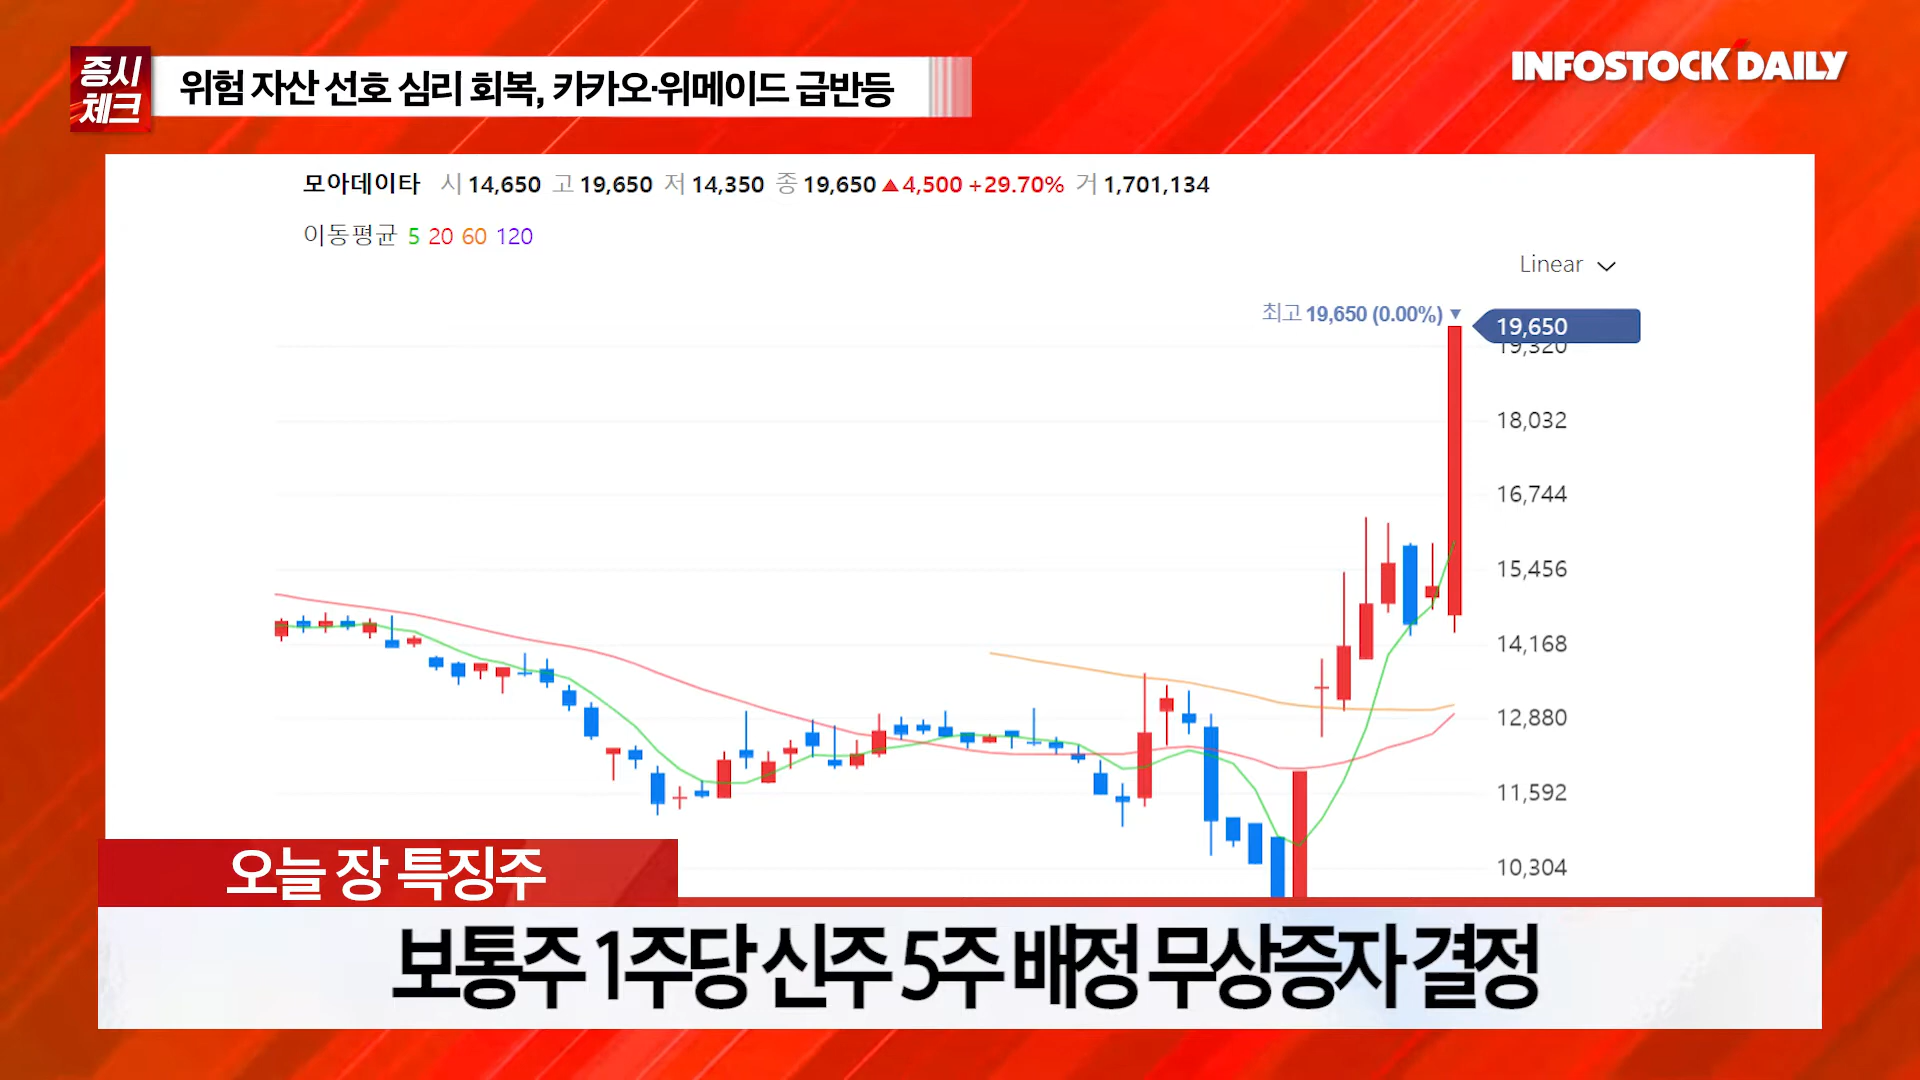 증시
체크
위험 자산 선호 심리 회복, 카카오·위메이드 급반등
INFOSTOCK DAILY
모아데이타 시 14,650 고 19,650 저 14,350 종 19,650 ▲4,500 +29.70% 거 1,701,134
이동평균 5 20 60 120
Linear
최고 19,650 (0.00%) ▼
19,650
19,320
18,032
16,744
15,456
14,168
12,880
11,592
10,304
오늘 장 특징주
보통주 1주당 신주 5주 배정 무상증자 결정